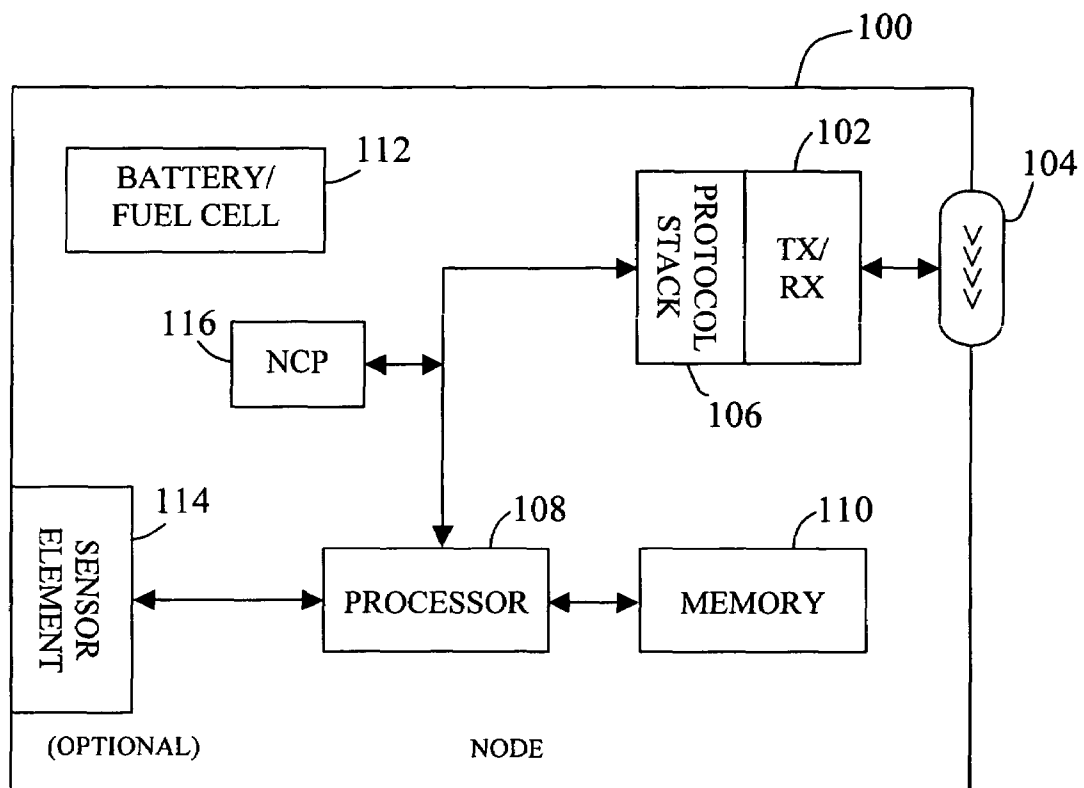 100
BATTERY/
FUEL CELL
112
102
104
PROTOCOL
STACK
TX/
RX
116
NCP
106
114
SENSOR
ELEMENT
108
PROCESSOR
110
MEMORY
(OPTIONAL)
NODE